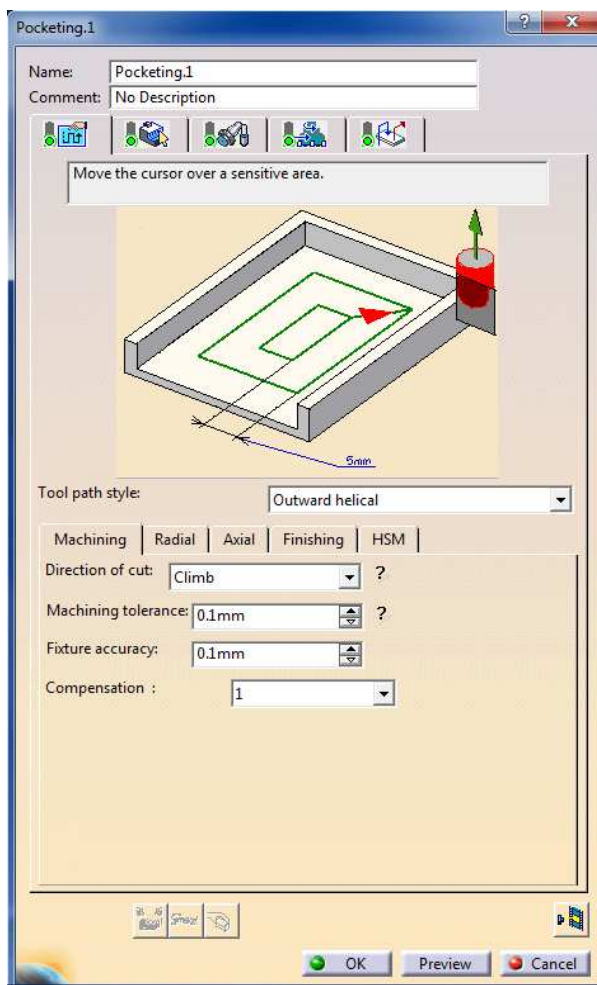 Pocketing.1
Name: Pocketing.1
Comment: No Description
Move the cursor over a sensitive area.
5mm
Tool path style: Outward helical
Machining Radial Axial Finishing HSM
Direction of cut: Climb ?
Machining tolerance: 0.1mm ?
Fixture accuracy: 0.1mm
Compensation : 1
OK Preview Cancel